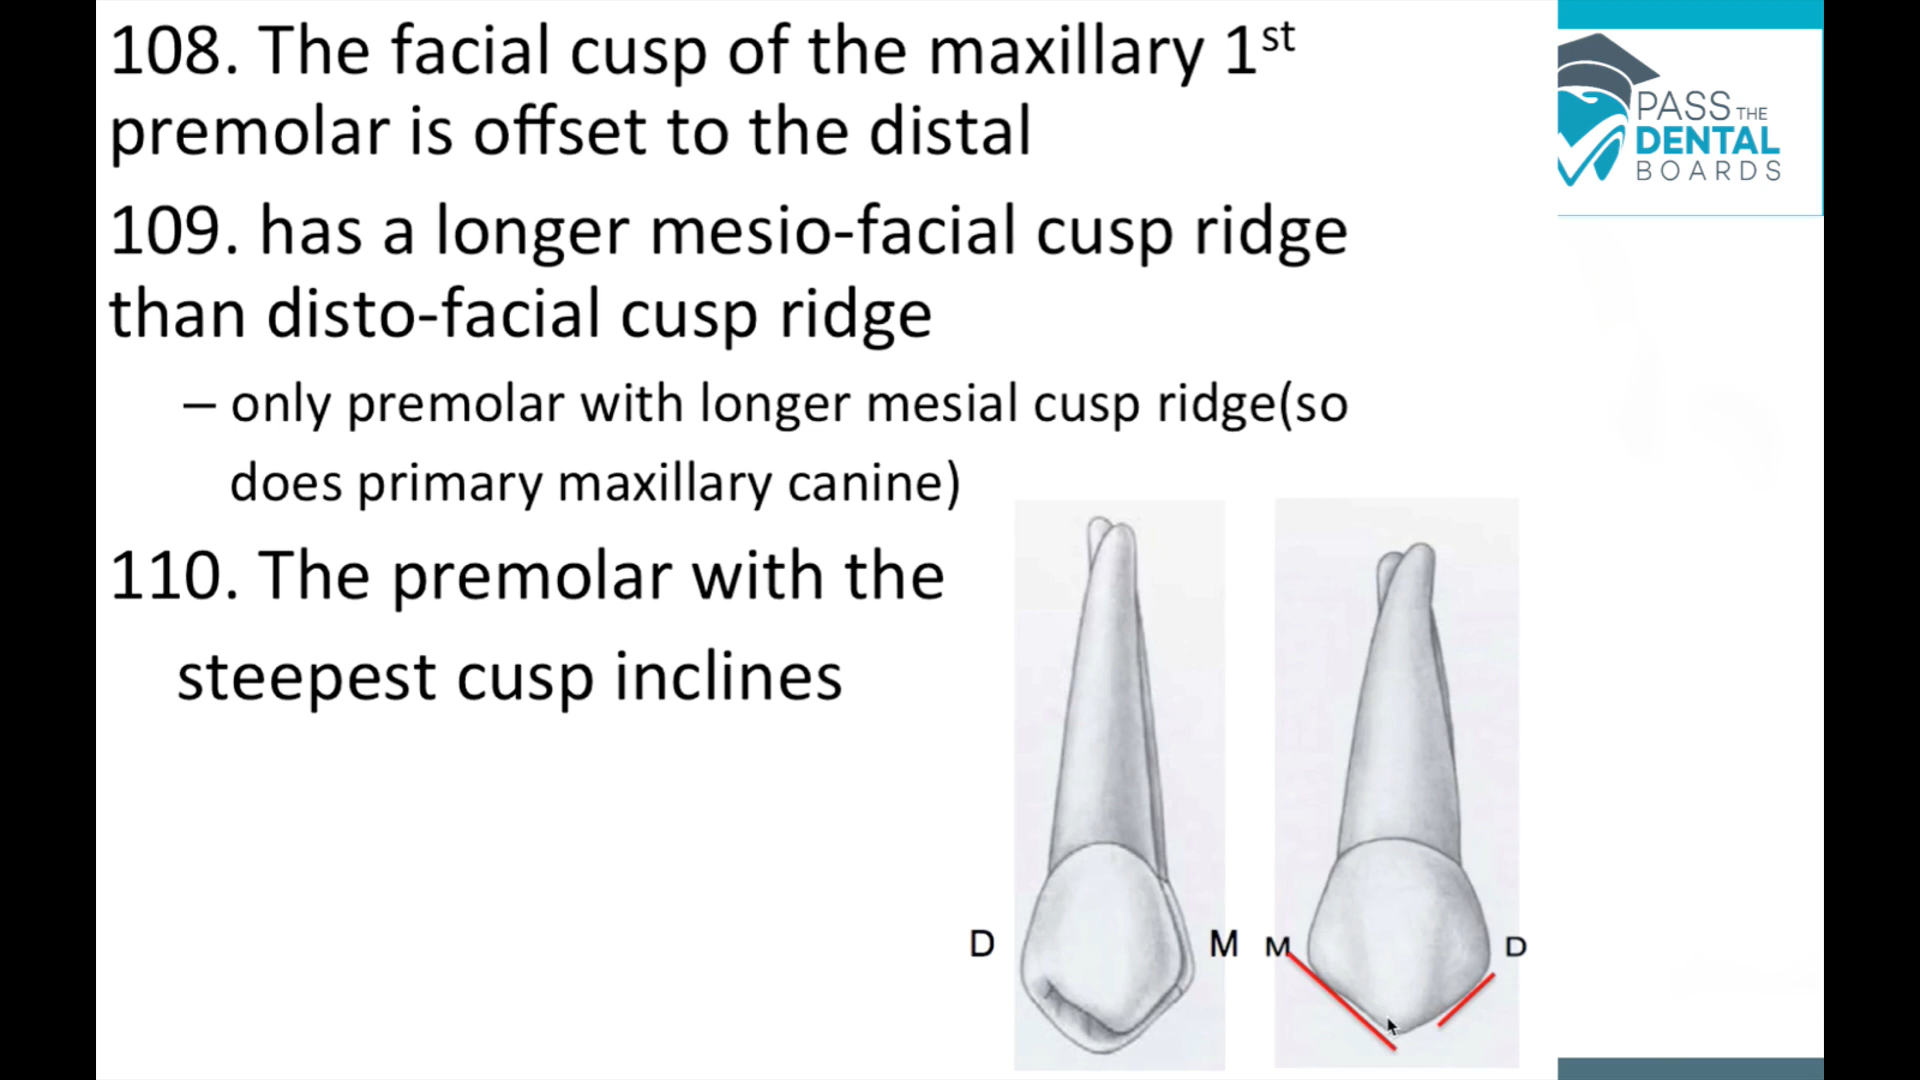 108. The facial cusp of the maxillary 1st
premolar is offset to the distal
109. has a longer mesio-facial cusp ridge
than disto-facial cusp ridge
– only premolar with longer mesial cusp ridge(so
does primary maxillary canine)
110. The premolar with the
steepest cusp inclines
D M M D
PASS THE
DENTAL
BOARDS